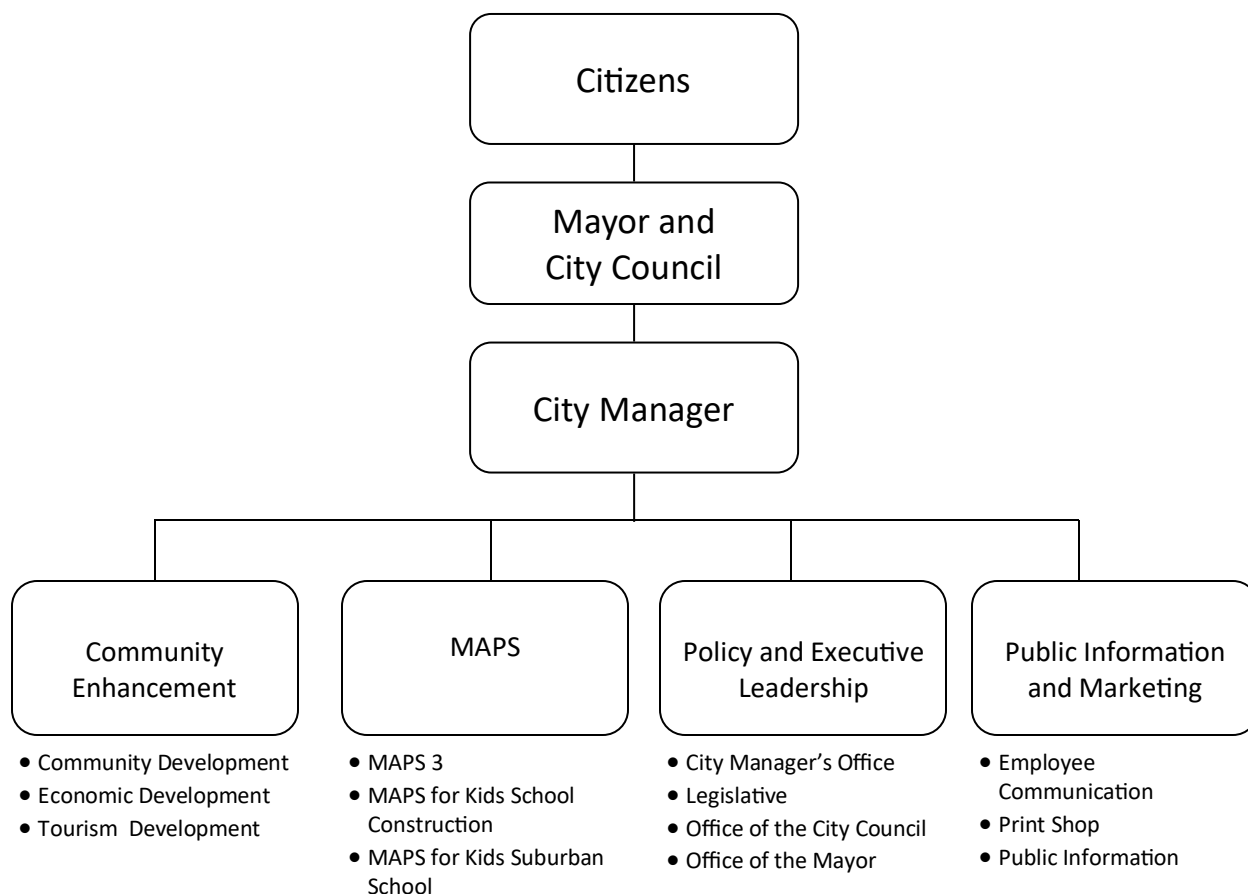 Citizens
Mayor and
City Council
City Manager
Community
Enhancement
• Community Development
• Economic Development
• Tourism  Development
MAPS
• MAPS 3
• MAPS for Kids School
Construction
• MAPS for Kids Suburban
School
Policy and Executive
Leadership
• City Manager’s Office
• Legislative
• Office of the City Council
• Office of the Mayor
Public Information
and Marketing
• Employee
Communication
• Print Shop
• Public Information